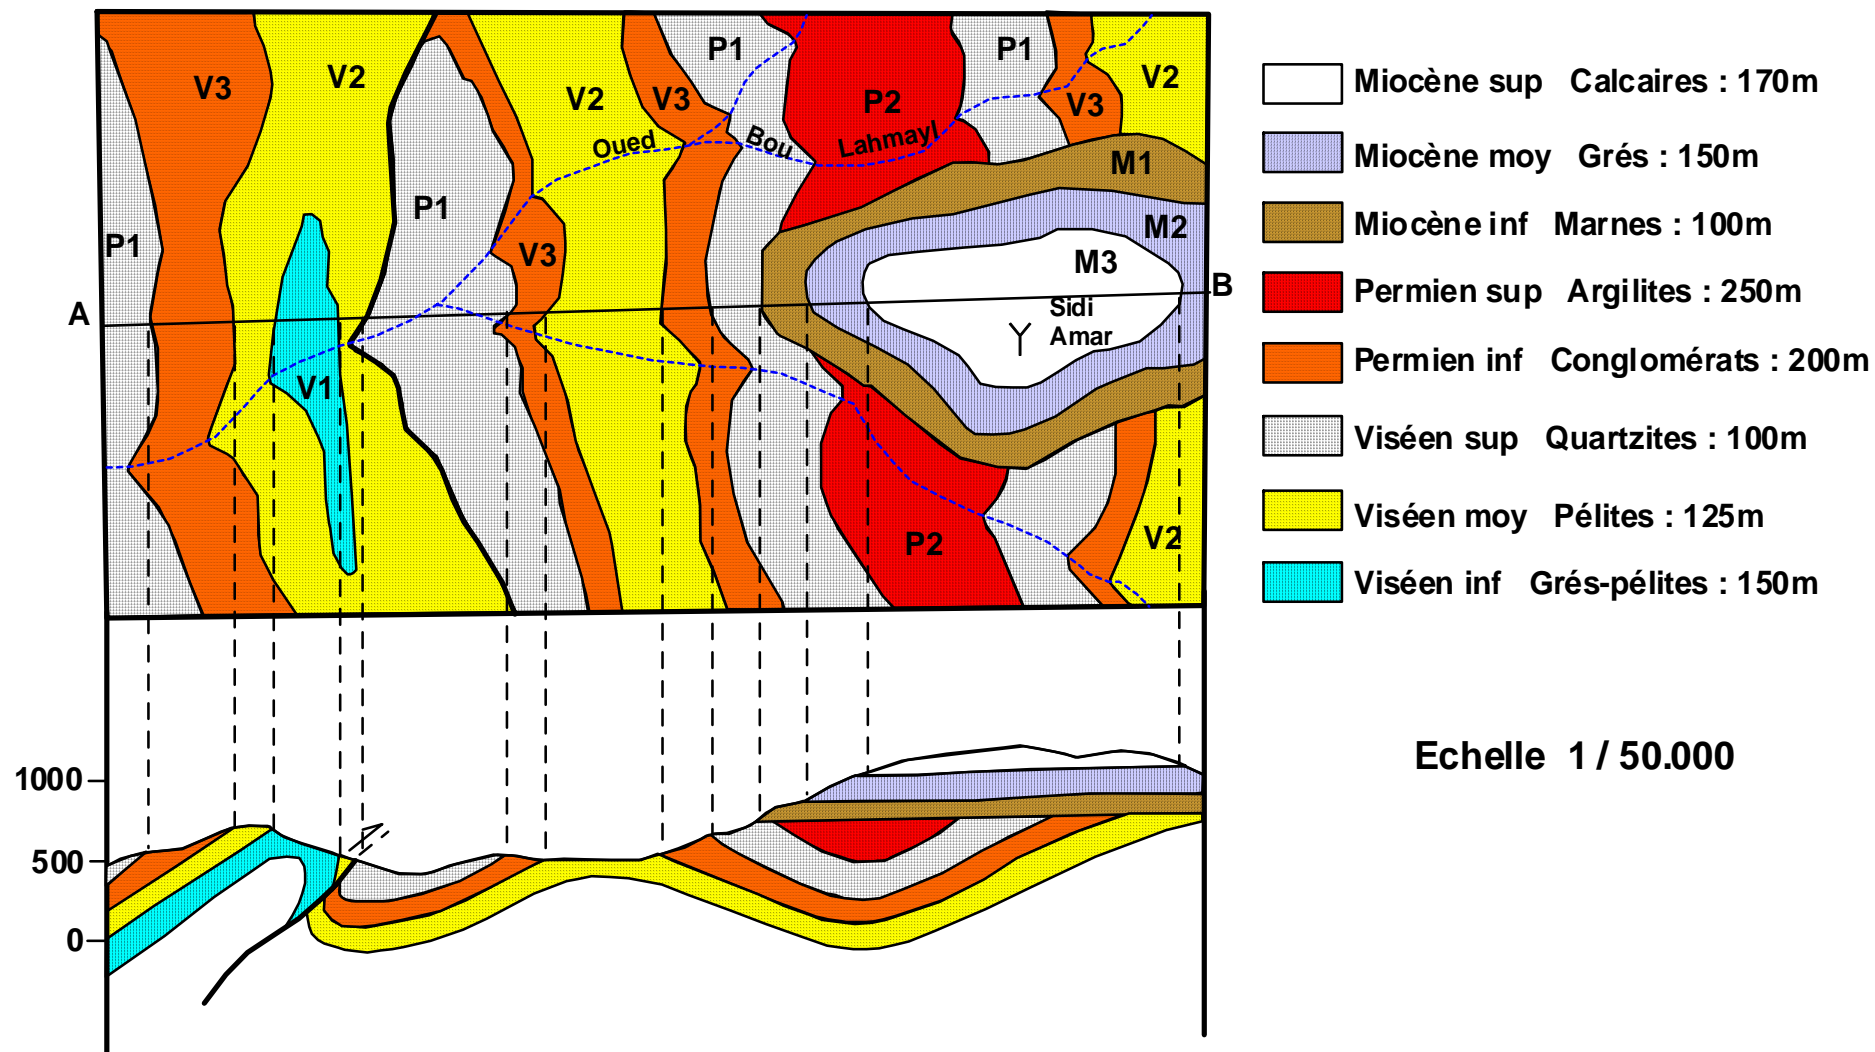 P1
V3
V2
P1
V2
V3
P1
P2
P1
V3
V2
Oued
Bou
Lahmayl
M1
P1
V3
M2
M3
A
B
Sidi
Amar
V1
P2
V2
Miocène sup Calcaires : 170m
Miocène moy Grés : 150m
Miocène inf Marnes : 100m
Permien sup Argilites : 250m
Permien inf Conglomérats : 200m
Viséen sup Quartzites : 100m
Viséen moy Pélites : 125m
Viséen inf Grés-pélites : 150m
Echelle 1 / 50.000
1000
500
0